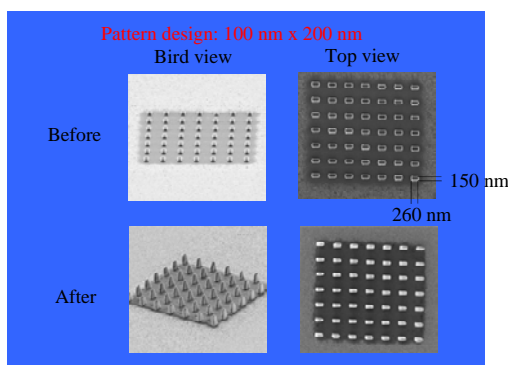 Pattern design: 100 nm x 200 nm
Bird view
Top view
Before
150 nm
260 nm
After